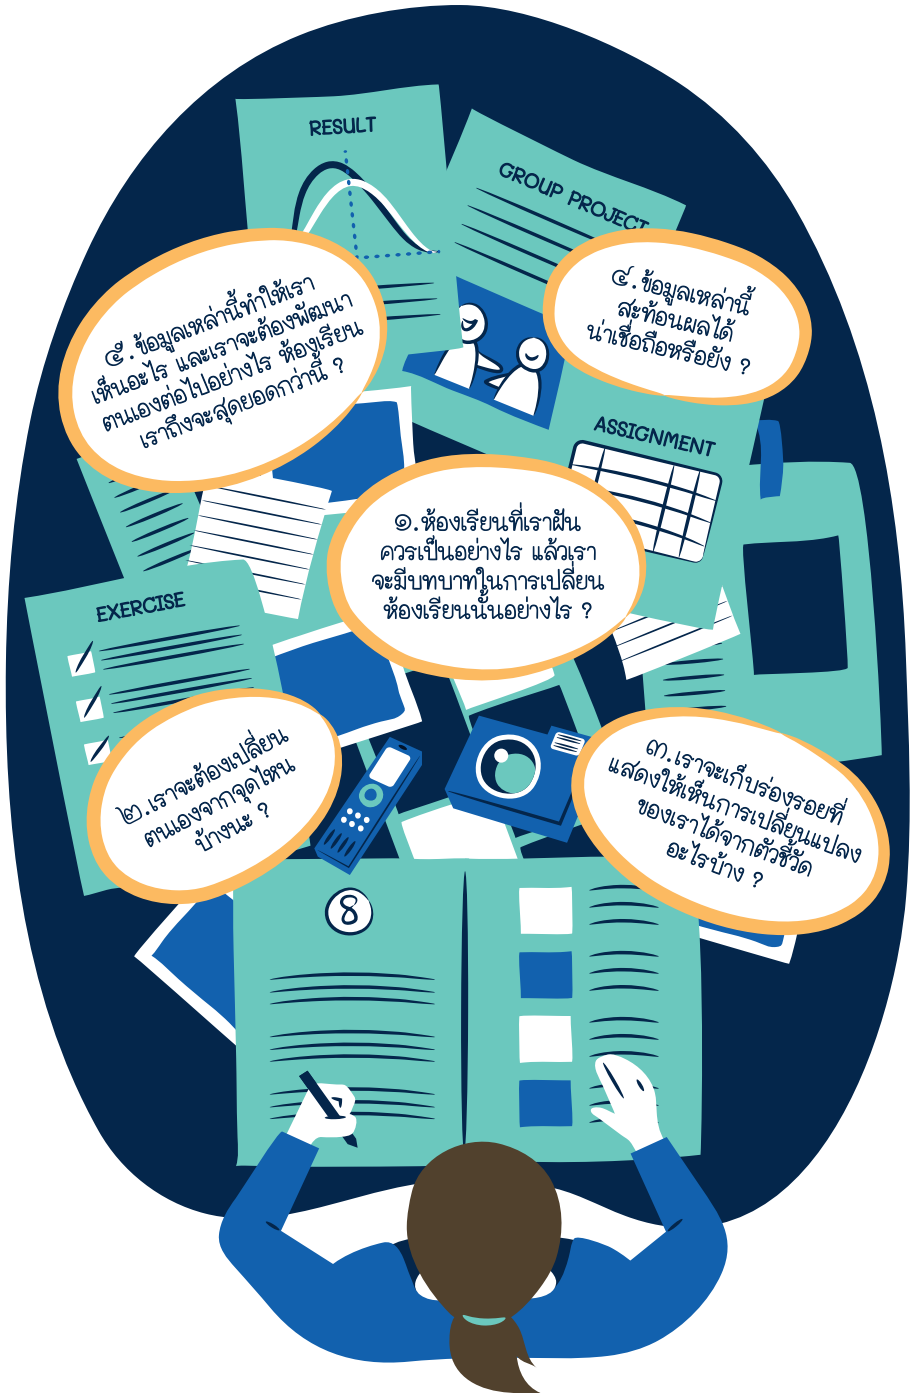 RESULT
GROUP PROJECT
๕.ข้อมูลเหล่านี้ทำให้เรา
เห็นอะไร และเราจะต้องพัฒนา
ตนเองต่อไปอย่างไร ห้องเรียน
เราถึงจะสุดยอดกว่านี้ ?
๔.ข้อมูลเหล่านี้
สะท้อนผลได้
น่าเชื่อถือหรือยัง ?
ASSIGNMENT
๑.ห้องเรียนที่เราฝัน
ควรเป็นอย่างไร แล้วเรา
จะมีบทบาทในการเปลี่ยน
ห้องเรียนนั้นอย่างไร ?
EXERCISE
๒.เราจะต้องเปลี่ยน
ตนเองจากจุดไหน
บ้างนะ ?
๓.เราจะเก็บร่องรอยที่
แสดงให้เห็นการเปลี่ยนแปลง
ของเราได้จากตัวชี้วัด
อะไรบ้าง ?
8